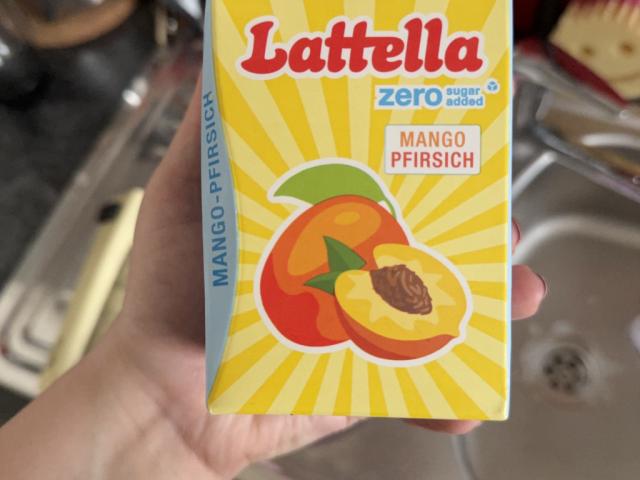 Lattella
zero sugar added
MANGO
PFIRSICH
MANGO-PFIRSICH